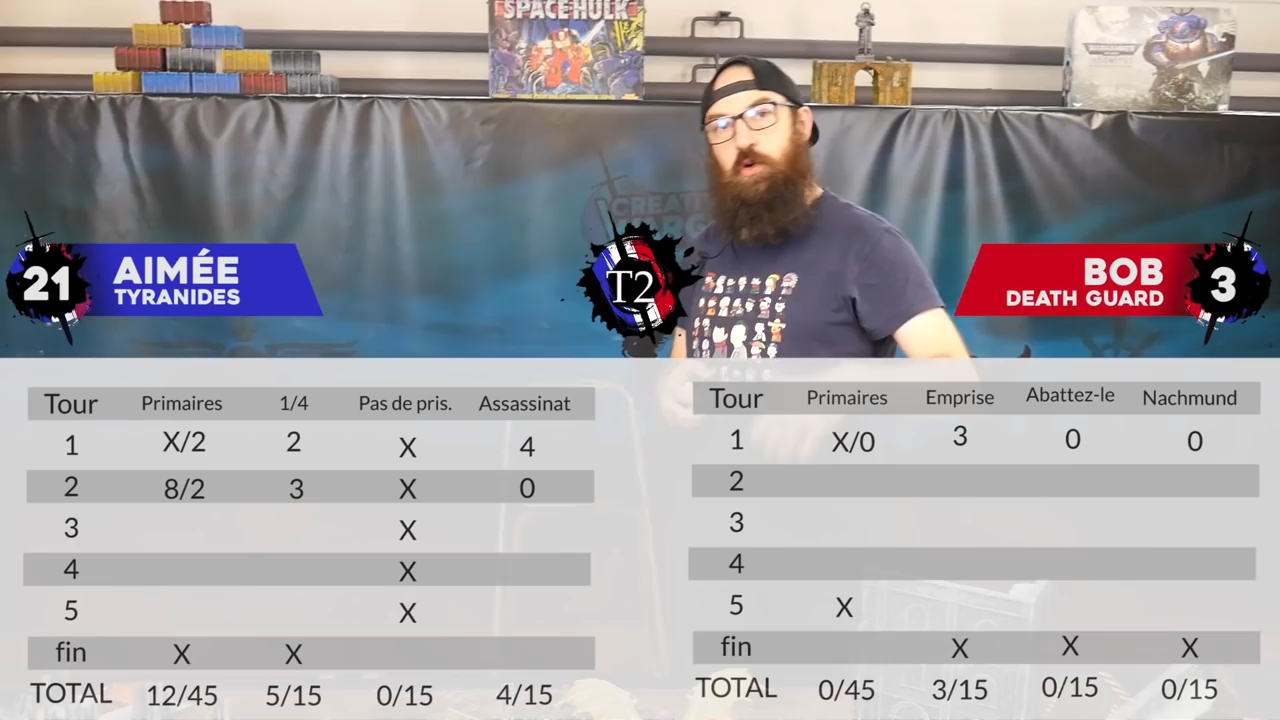 SPACE HULK
WARHAMMER
CREATI
ARG
21
AIMÉE
TYRANIDES
T2
BOB
DEATH GUARD
3
Tour Primaires 1/4 Pas de pris. Assassinat
1 X/2 2 X 4
2 8/2 3 X 0
3 X
4 X
5 X
fin X X
TOTAL 12/45 5/15 0/15 4/15
Tour Primaires Emprise Abattez-le Nachmund
1 X/0 3 0 0
2
3
4
5 X
fin X X X
TOTAL 0/45 3/15 0/15 0/15